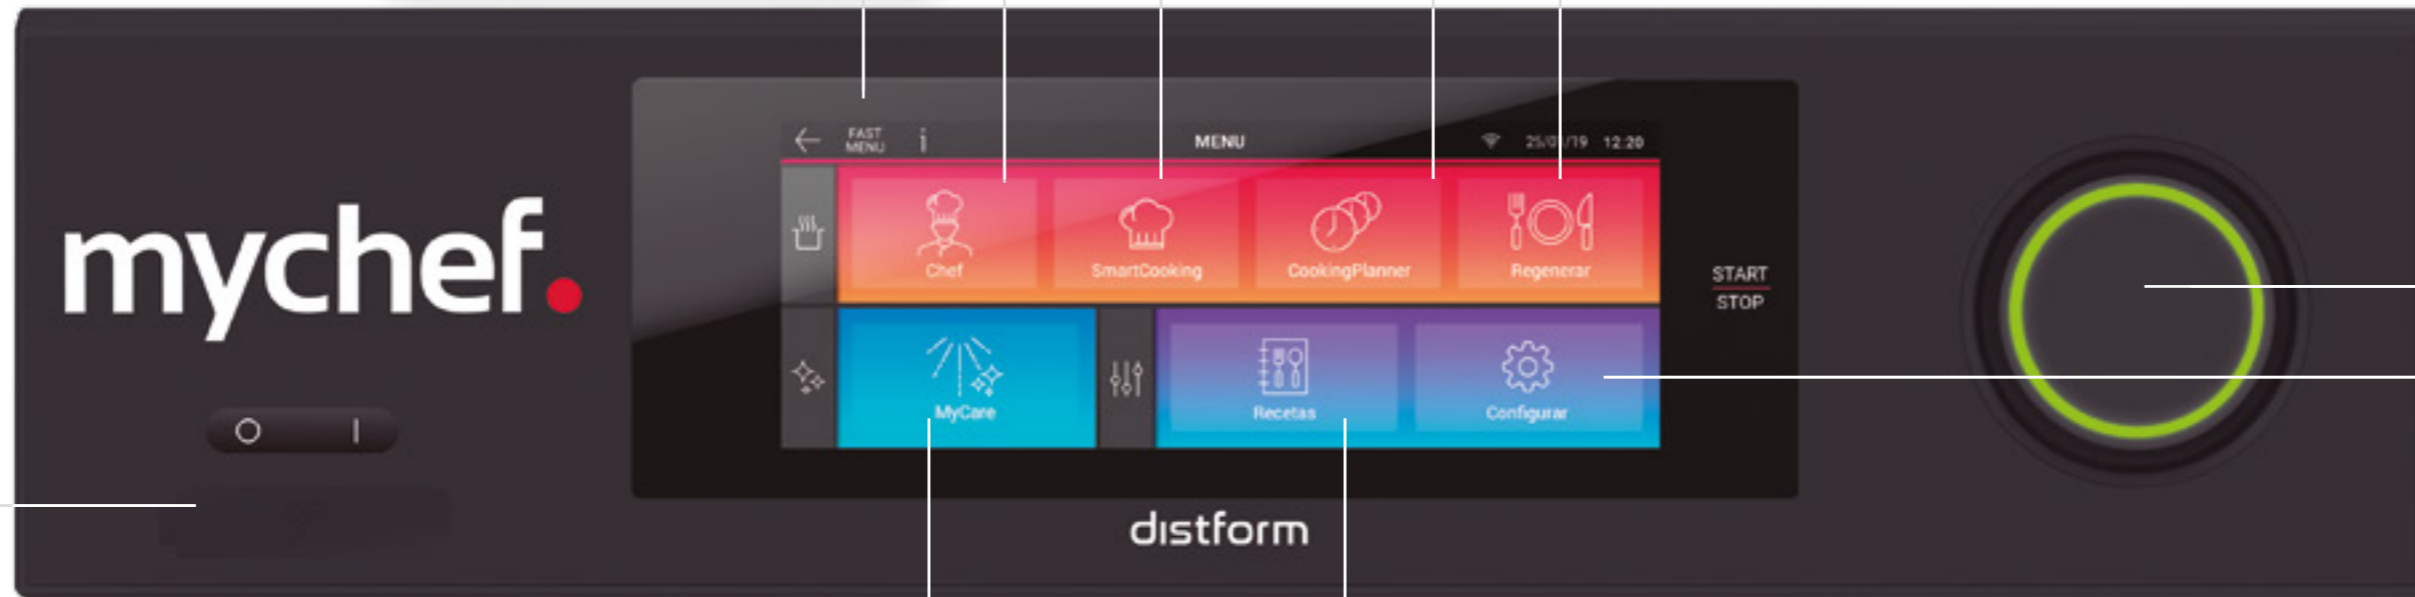 mychef.
FAST
MENU
i
MENU
12:20
Chef
SmartCooking
CookingPlanner
Regenerar
START
STOP
MyCare
Recetas
Configurar
O I
distform